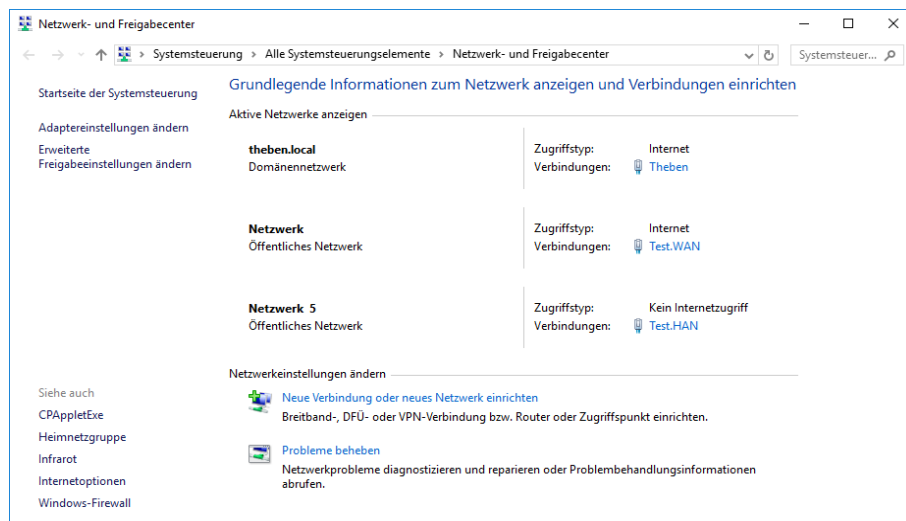 Netzwerk- und Freigabecenter
Systemsteuerung > Alle Systemsteuerungselemente > Netzwerk- und Freigabecenter
Systemsteuer...
Startseite der Systemsteuerung
Adaptereinstellungen ändern
Erweiterte
Freigabeeinstellungen ändern
Grundlegende Informationen zum Netzwerk anzeigen und Verbindungen einrichten
Aktive Netzwerke anzeigen
theben.local
Domänennetzwerk
Zugriffstyp: Internet
Verbindungen: Theben
Netzwerk
Öffentliches Netzwerk
Zugriffstyp: Internet
Verbindungen: Test.WAN
Netzwerk 5
Öffentliches Netzwerk
Zugriffstyp: Kein Internetzugriff
Verbindungen: Test.HAN
Netzwerkeinstellungen ändern
Neue Verbindung oder neues Netzwerk einrichten
Breitband-, DFÜ- oder VPN-Verbindung bzw. Router oder Zugriffspunkt einrichten.
Probleme beheben
Netzwerkprobleme diagnostizieren und reparieren oder Problembehandlungsinformationen
abrufen.
Siehe auch
CPAppletExe
Heimnetzgruppe
Infrarot
Internetoptionen
Windows-Firewall